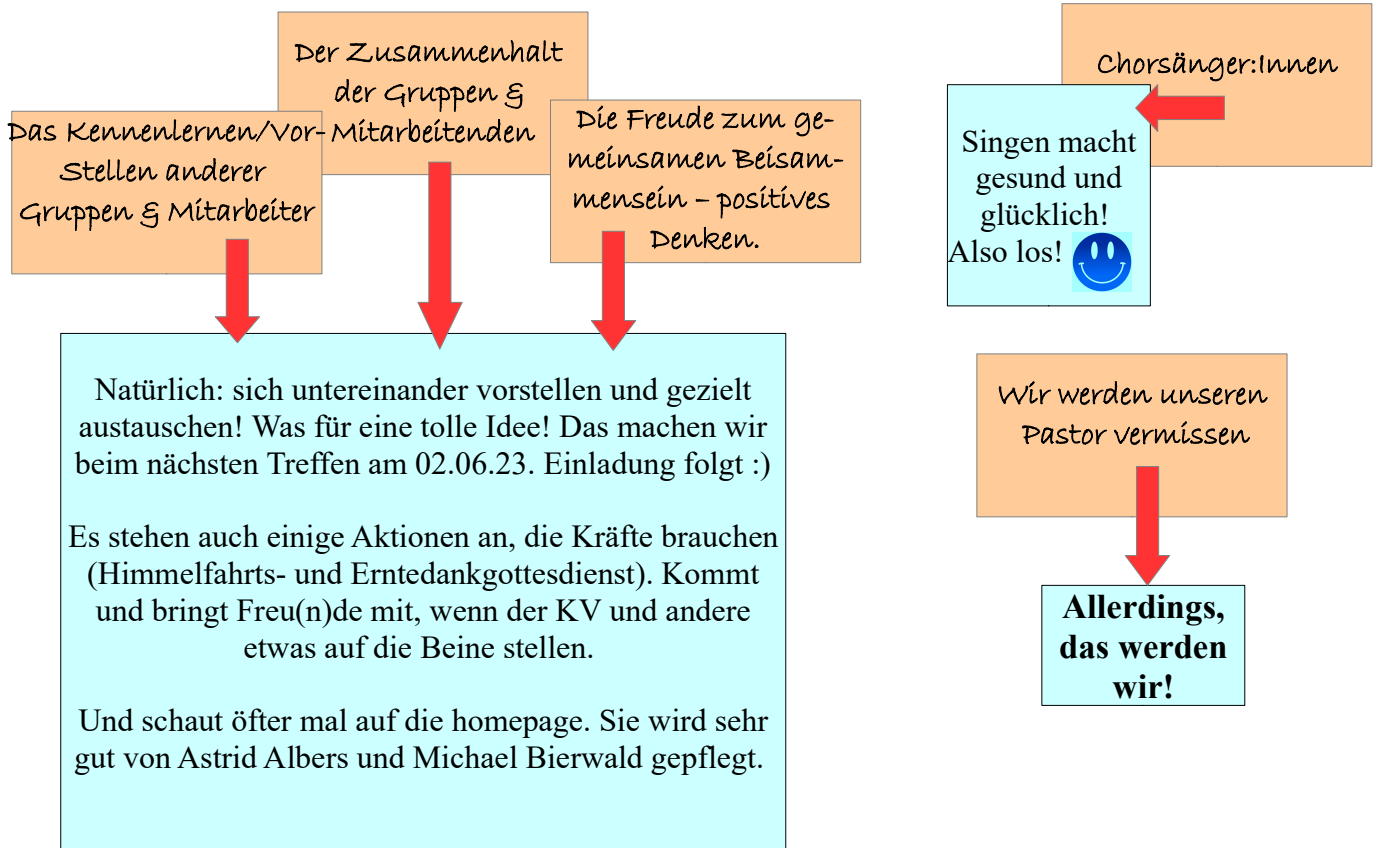 Das Kennenlernen/Vor-
Stellen anderer
Gruppen & Mitarbeiter
Der Zusammenhalt
der Gruppen &
Mitarbeitenden
Die Freude zum ge-
meinsamen Beisam-
mensein – positives
Denken.
Natürlich: sich untereinander vorstellen und gezielt
austauschen! Was für eine tolle Idee! Das machen wir
beim nächsten Treffen am 02.06.23. Einladung folgt :)
Es stehen auch einige Aktionen an, die Kräfte brauchen
(Himmelfahrts- und Erntedankgottesdienst). Kommt
und bringt Freu(n)de mit, wenn der KV und andere
etwas auf die Beine stellen.
Und schaut öfter mal auf die homepage. Sie wird sehr
gut von Astrid Albers und Michael Bierwald gepflegt.
Chorsänger:Innen
Singen macht
gesund und
glücklich!
Also los!
Wir werden unseren
Pastor vermissen
Allerdings,
das werden
wir!